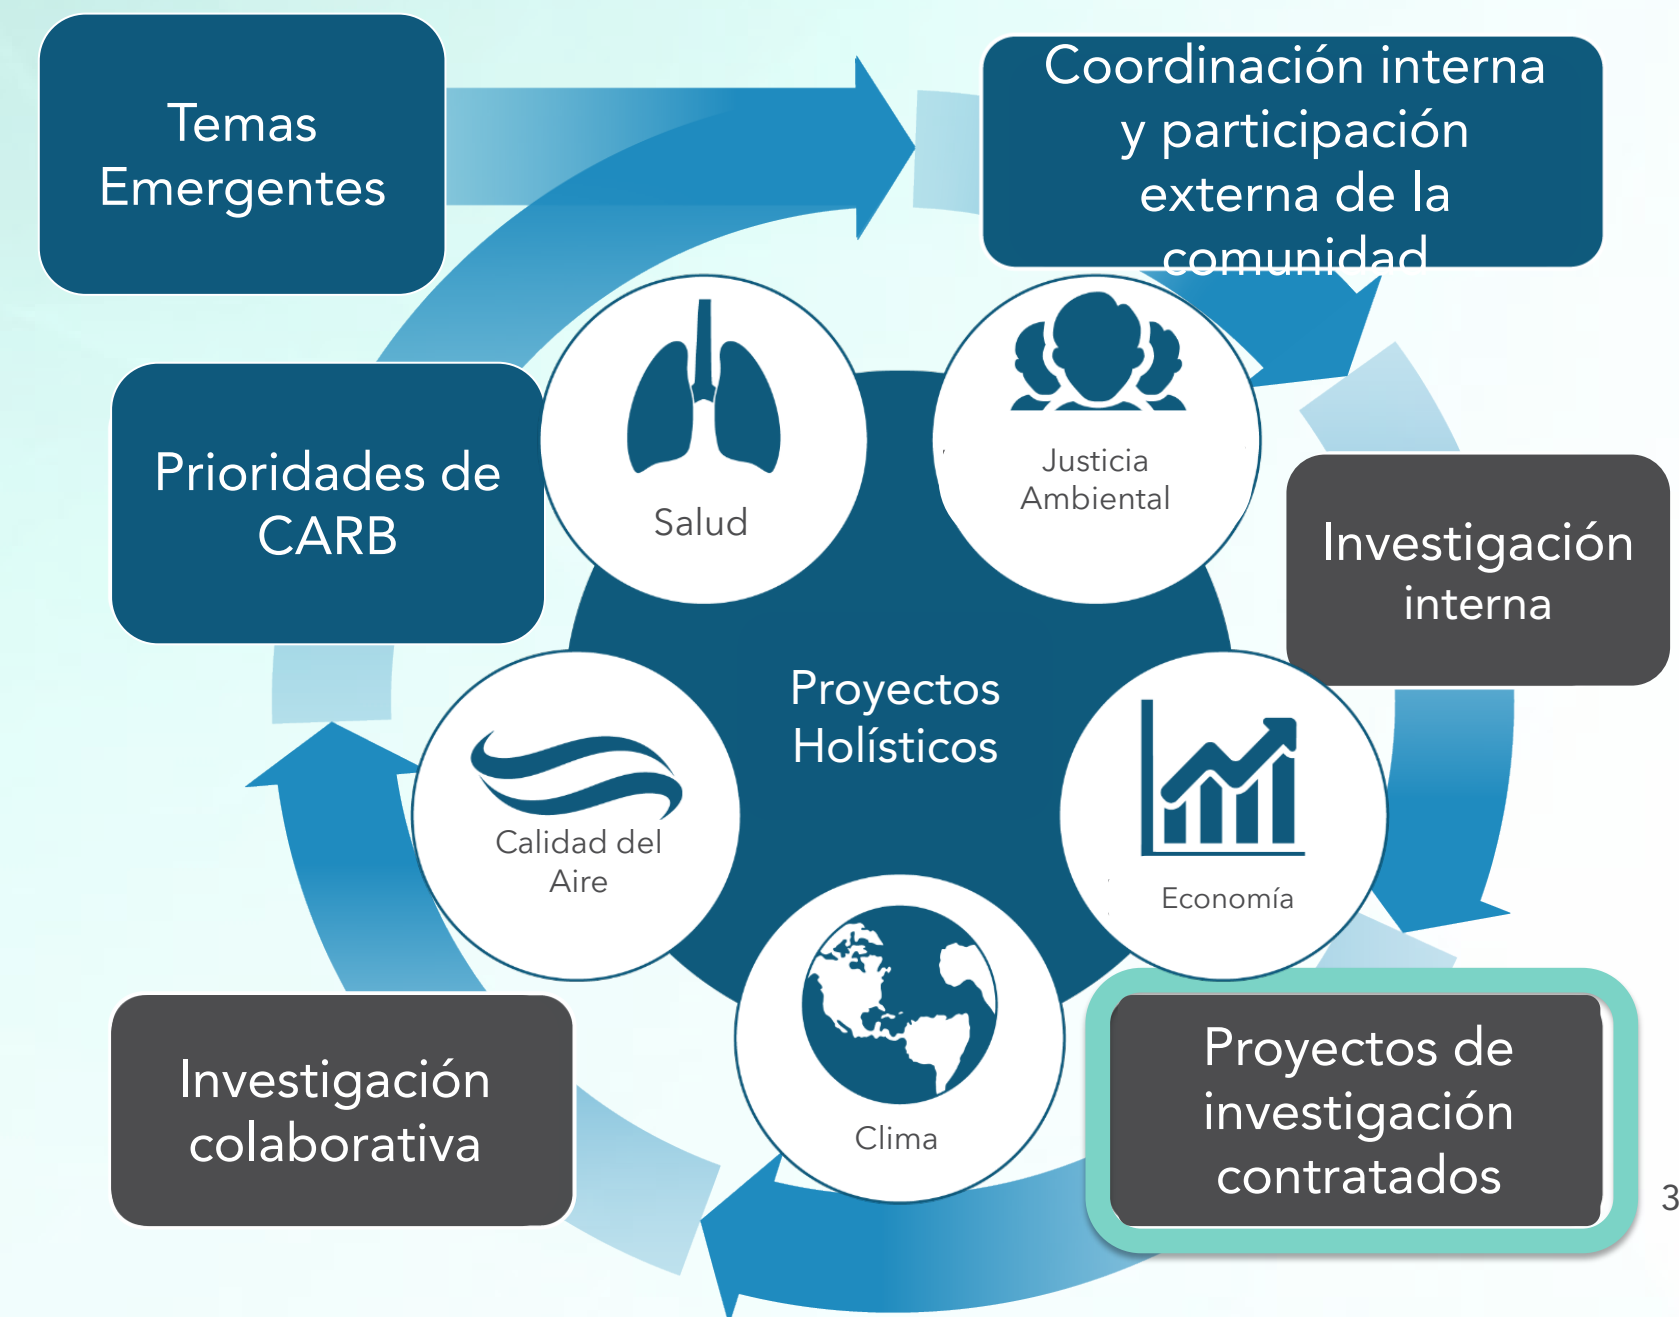 Temas
Emergentes
Coordinación interna
y participación
externa de la
comunidad
Prioridades de
CARB
Salud
Justicia
Ambiental
Investigación
interna
Proyectos
Holísticos
Calidad del
Aire
Economía
Clima
Investigación
colaborativa
Proyectos de
investigación
contratados
3